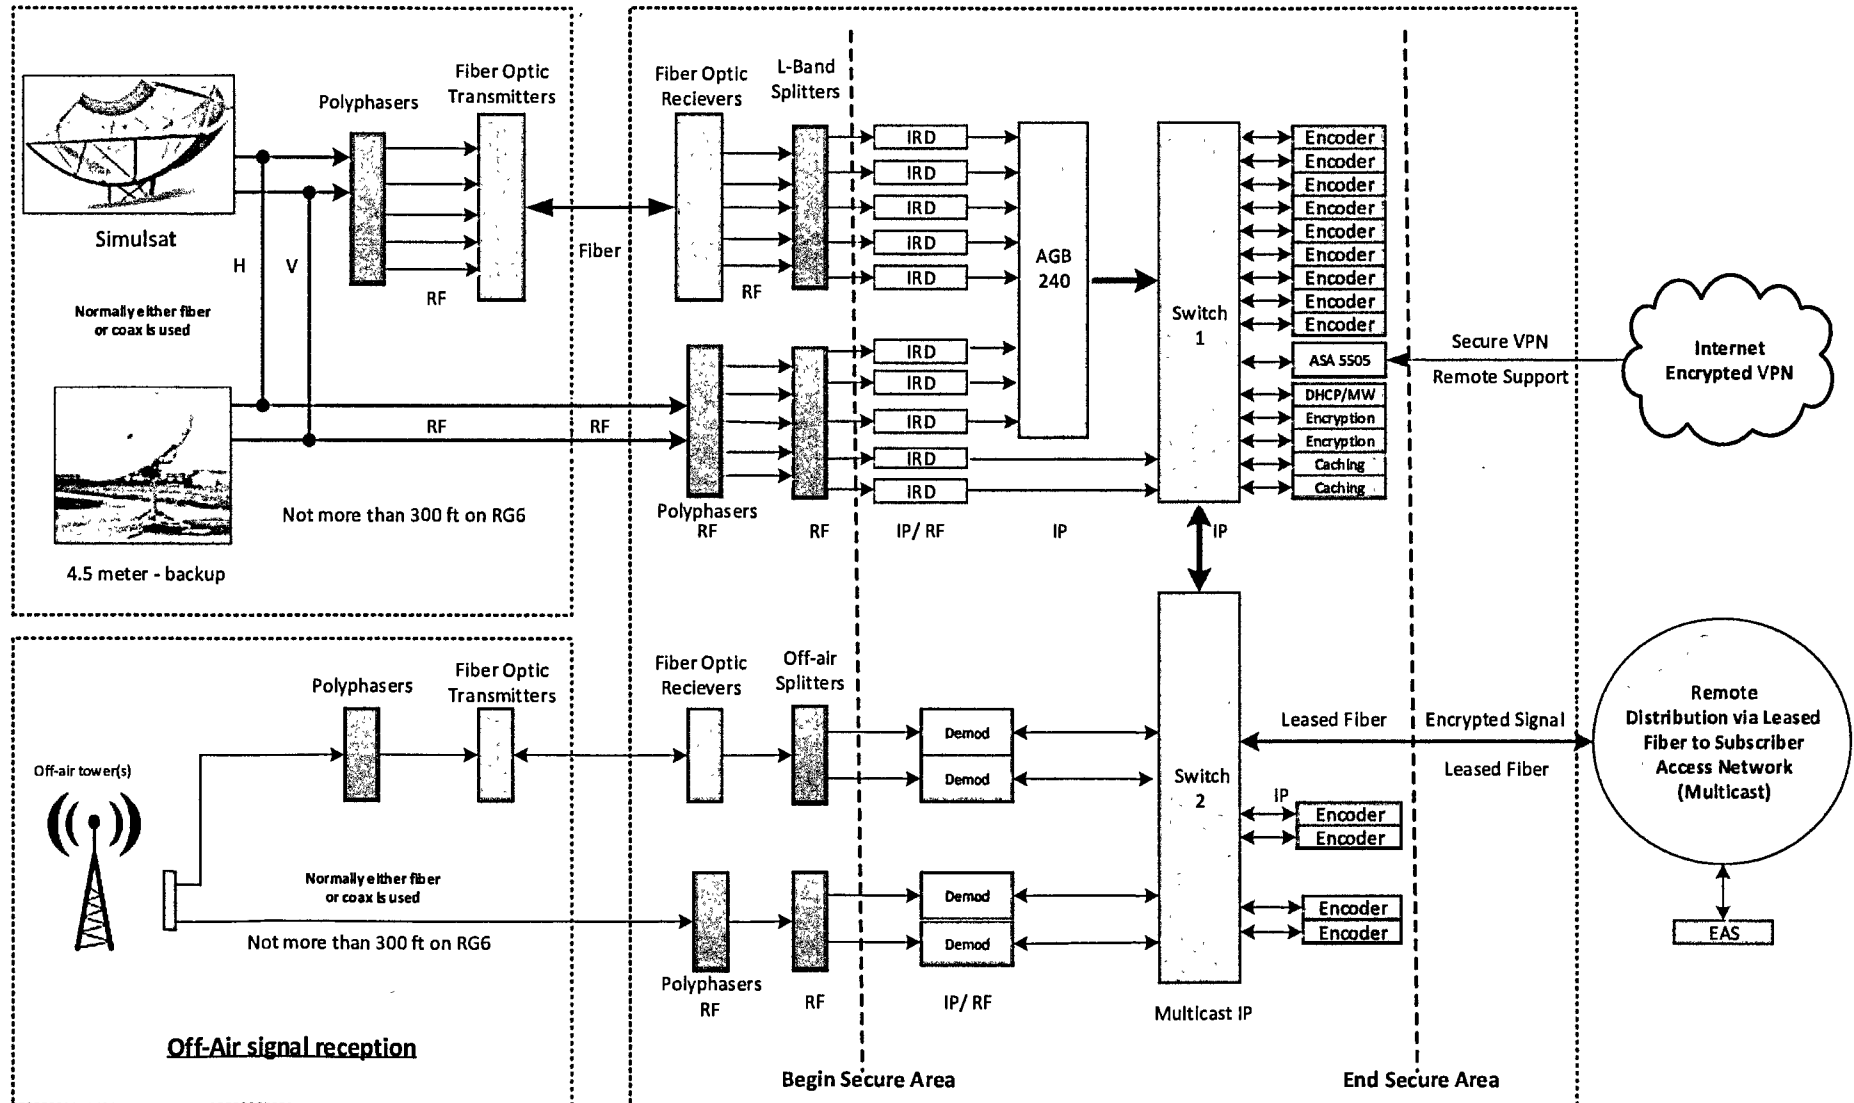 Fiber Optic
Transmitters
Polyphasers
Simulsat
H
V
RF
Normally either fiber
or coax is used
RF
Not more than 300 ft on RG6
4.5 meter - backup
Fiber
RF
Fiber Optic
Recievers
L-Band
Splitters
RF
Polyphasers
RF
RF
IRD
IRD
IRD
IRD
IRD
IRD
IRD
IRD
IRD
IRD
IP/ RF
AGB
240
IP
Switch
1
IP
Encoder
Encoder
Encoder
Encoder
Encoder
Encoder
Encoder
Encoder
Encoder
ASA 5505
DHCP/MW
Encryption
Encryption
Caching
Caching
Secure VPN
Remote Support
Internet
Encrypted VPN
Off-air tower(s)
Polyphasers
Fiber Optic
Transmitters
Normally either fiber
or coax is used
Not more than 300 ft on RG6
Off-Air signal reception
Fiber Optic
Recievers
Off-air
Splitters
Polyphasers
RF
RF
Demod
Demod
Demod
Demod
IP/ RF
Switch
2
Multicast IP
Leased Fiber
Encrypted Signal
Leased Fiber
IP
Encoder
Encoder
Encoder
Encoder
Remote
Distribution via Leased
Fiber to Subscriber
Access Network
(Multicast)
EAS
Begin Secure Area
End Secure Area